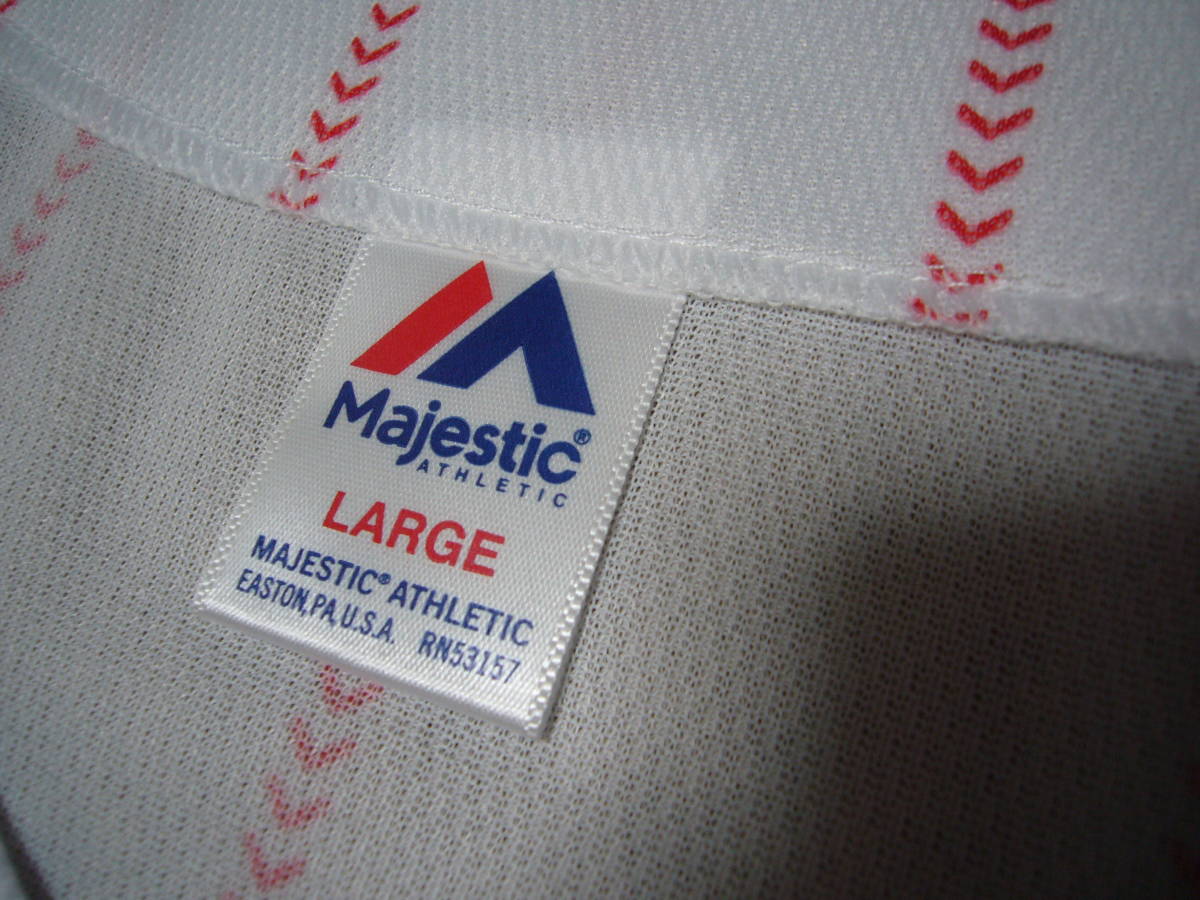 Majestic®
ATHLETIC
LARGE
MAJESTIC® ATHLETIC
EASTON, PA, U.S.A. RN53157